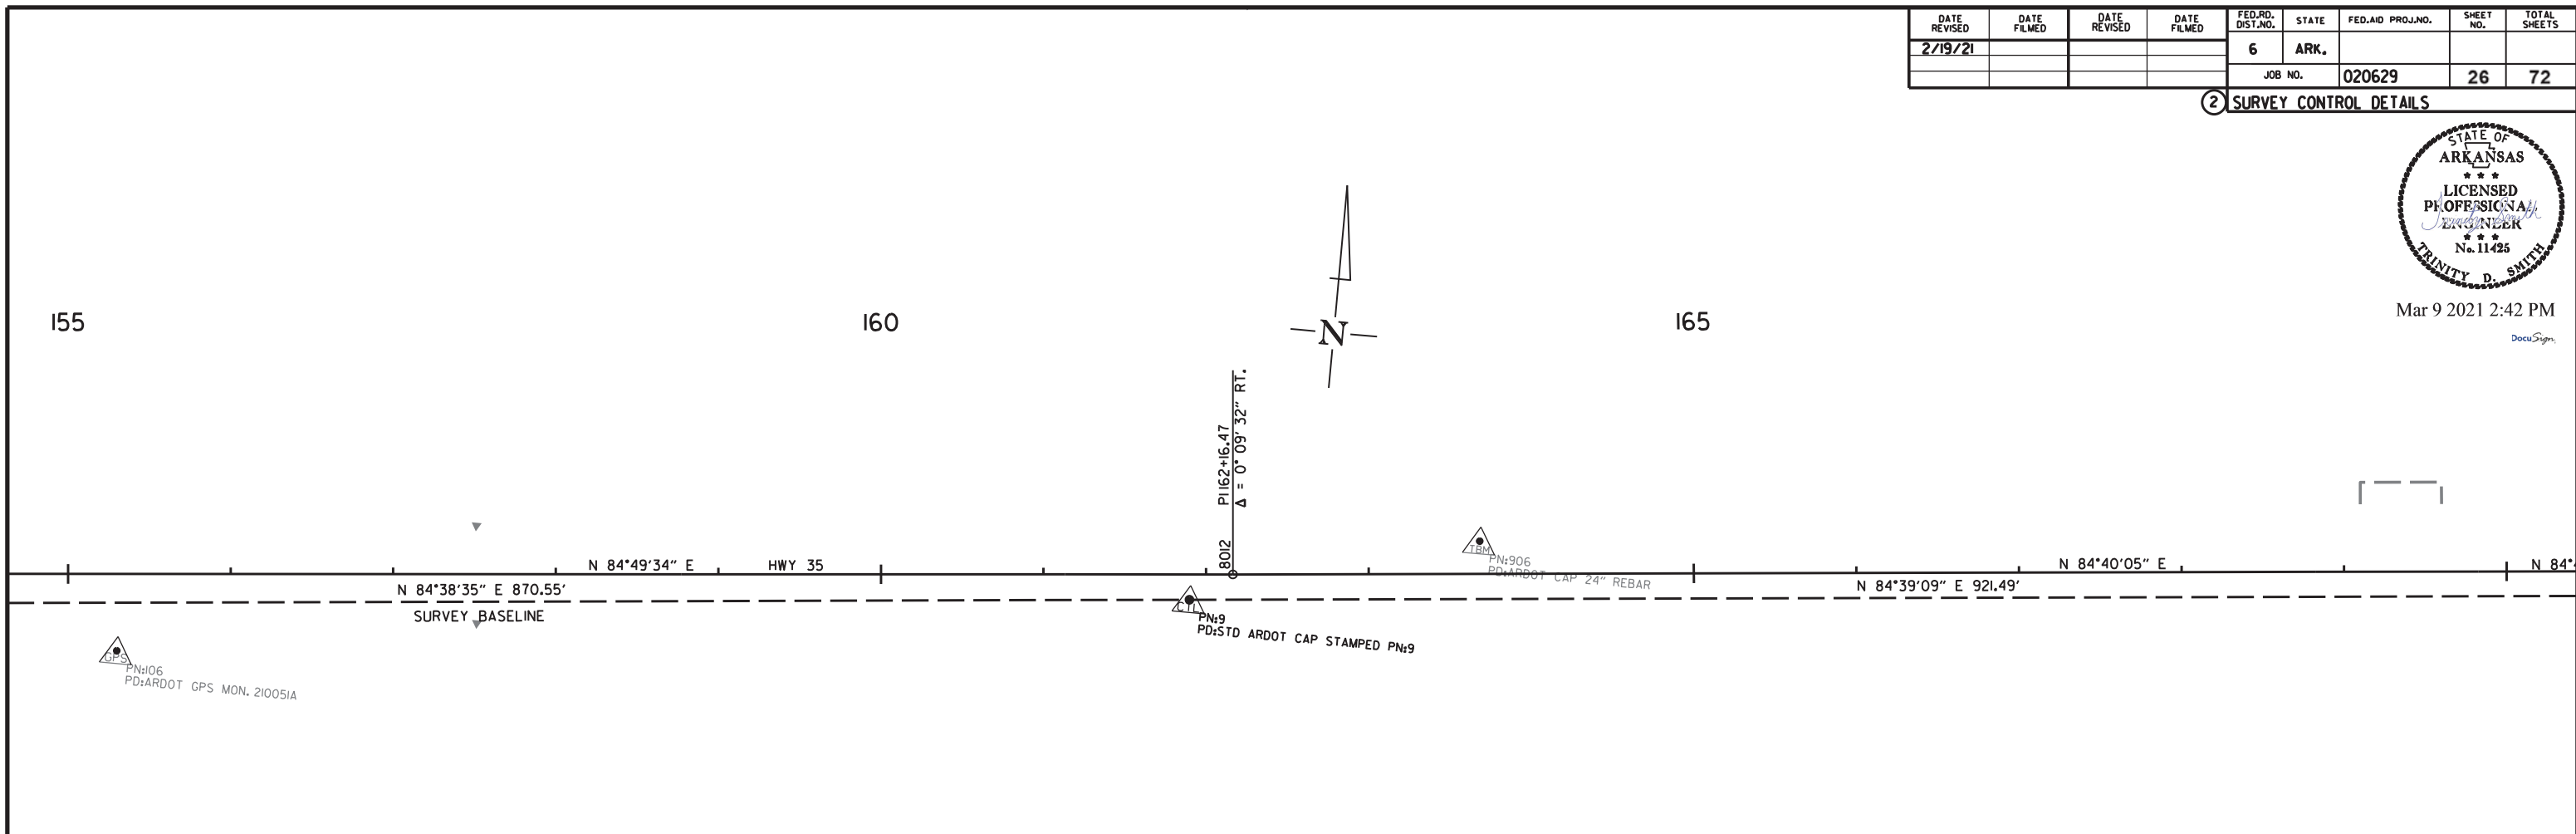 DATE REVISED
DATE FILMED
DATE REVISED
DATE FILMED
FED.RD. DIST.NO.
STATE
FED.AID PROJ.NO.
SHEET NO.
TOTAL SHEETS
2/19/21
6
ARK.
JOB NO.
020629
26
72
2
SURVEY CONTROL DETAILS
STATE OF
ARKANSAS
★ ★ ★
LICENSED
PROFESSIONAL
ENGINEER
★ ★ ★
No. 11425
TRINITY D. SMITH
Mar 9 2021 2:42 PM
DocuSign
155
160
165
N
PI 162+16.47
Δ = 0° 09' 32" RT.
8012
N 84°49'34" E
HWY 35
N 84°40'05" E
N 84°
N 84°38'35" E 870.55'
N 84°39'09" E 921.49'
SURVEY BASELINE
TBM
PN:906
PD:ARDOT CAP 24" REBAR
CTL
PN:9
PD:STD ARDOT CAP STAMPED PN:9
GPS
PN:106
PD:ARDOT GPS MON. 210051A